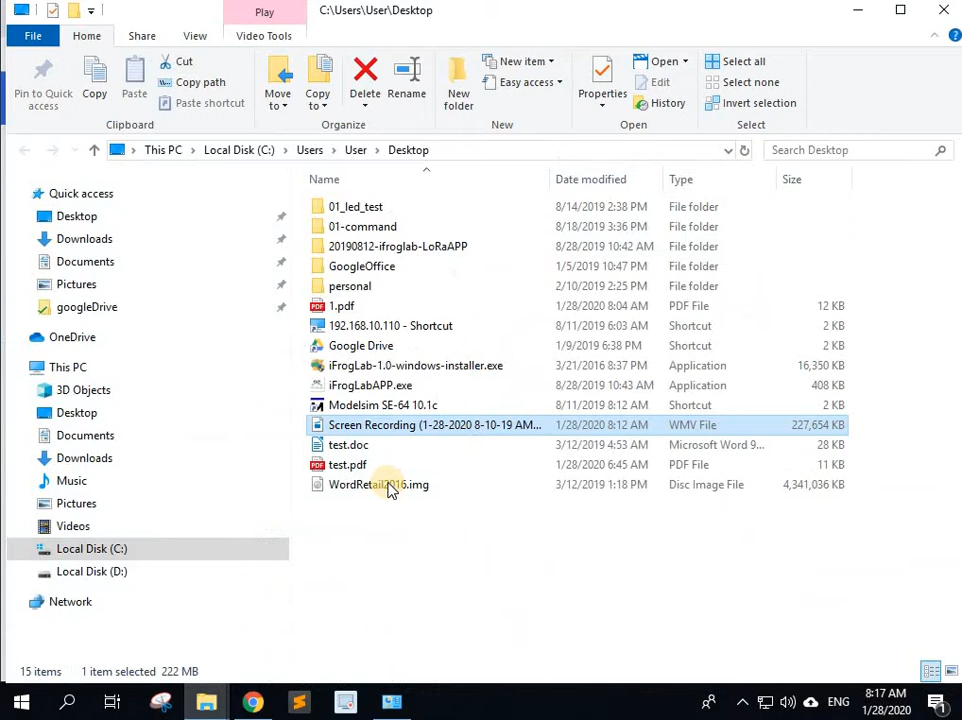 Play
C:\Users\User\Desktop
File
Home
Share
View
Video Tools
Pin to Quick access
Copy
Paste
Cut
Copy path
Paste shortcut
Clipboard
Move to
Copy to
Delete
Rename
Organize
New folder
New item
Easy access
New
Properties
Open
Edit
History
Open
Select all
Select none
Invert selection
Select
This PC
Local Disk (C:)
Users
User
Desktop
Search Desktop
Quick access
Desktop
Downloads
Documents
Pictures
googleDrive
OneDrive
This PC
3D Objects
Desktop
Documents
Downloads
Music
Pictures
Videos
Local Disk (C:)
Local Disk (D:)
Network
Name Date modified Type Size
01_led_test 8/14/2019 2:38 PM File folder
01-command 8/18/2019 3:36 PM File folder
20190812-ifroglab-LoRaAPP 8/28/2019 10:42 AM File folder
GoogleOffice 1/5/2019 10:47 PM File folder
personal 2/10/2019 2:25 PM File folder
1.pdf 1/28/2020 8:04 AM PDF File 12 KB
192.168.10.110 - Shortcut 8/11/2019 6:03 AM Shortcut 2 KB
Google Drive 1/9/2019 6:38 PM Shortcut 2 KB
iFrogLab-1.0-windows-installer.exe 3/21/2016 8:37 PM Application 16,350 KB
iFrogLabAPP.exe 8/28/2019 10:43 AM Application 408 KB
Modelsim SE-64 10.1c 8/11/2019 8:12 AM Shortcut 2 KB
Screen Recording (1-28-2020 8-10-19 AM... 1/28/2020 8:12 AM WMV File 227,654 KB
test.doc 3/12/2019 4:53 AM Microsoft Word 9... 28 KB
test.pdf 1/28/2020 6:45 AM PDF File 11 KB
WordRetail2016.img 3/12/2019 1:18 PM Disc Image File 4,341,036 KB
15 items 1 item selected 222 MB
ENG
8:17 AM
1/28/2020
1